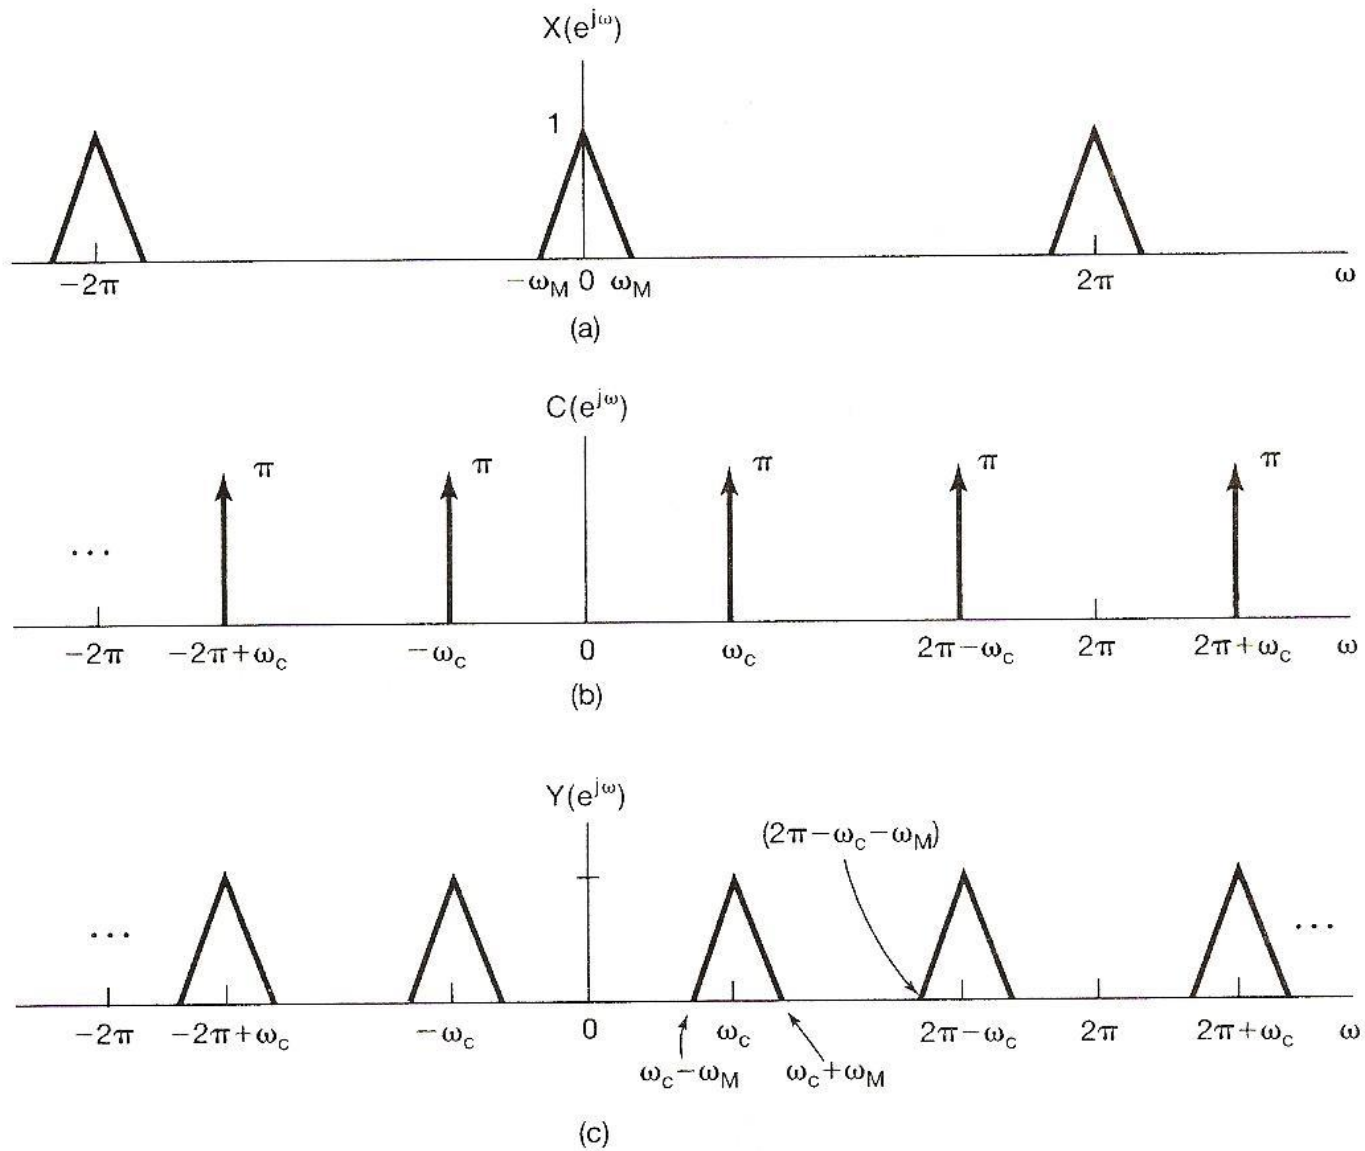 X(e^{jω})
1
−2π −ω_M 0 ω_M 2π ω
(a)
C(e^{jω})
π π π π π
...
−2π −2π+ω_c −ω_c 0 ω_c 2π−ω_c 2π 2π+ω_c ω
(b)
Y(e^{jω})
(2π−ω_c−ω_M)
... ...
−2π −2π+ω_c −ω_c 0 ω_c 2π−ω_c 2π 2π+ω_c ω
ω_c−ω_M ω_c+ω_M
(c)